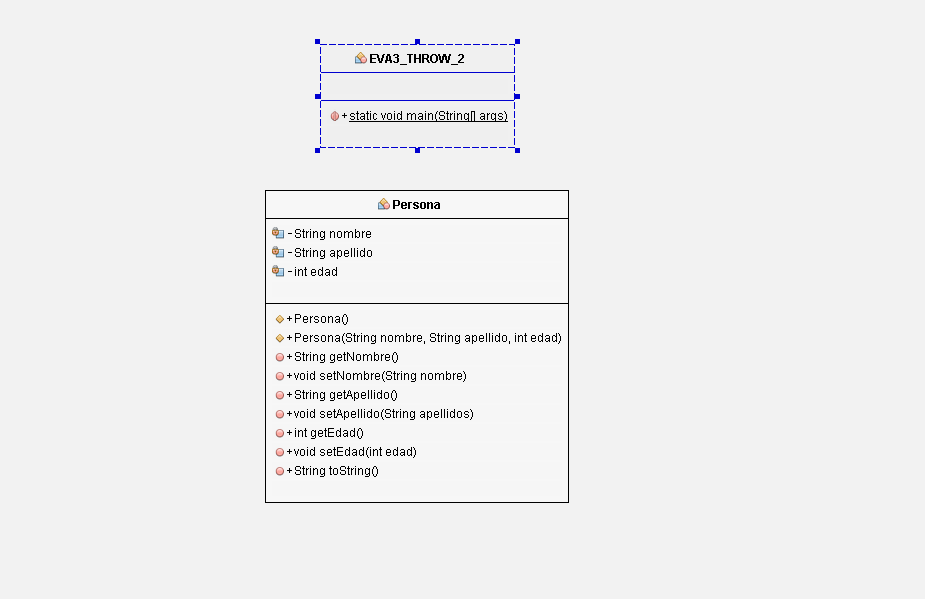 EVA3_THROW_2
+ static void main(String[] args)
Persona
- String nombre
- String apellido
- int edad
+ Persona()
+ Persona(String nombre, String apellido, int edad)
+ String getNombre()
+ void setNombre(String nombre)
+ String getApellido()
+ void setApellido(String apellidos)
+ int getEdad()
+ void setEdad(int edad)
+ String toString()